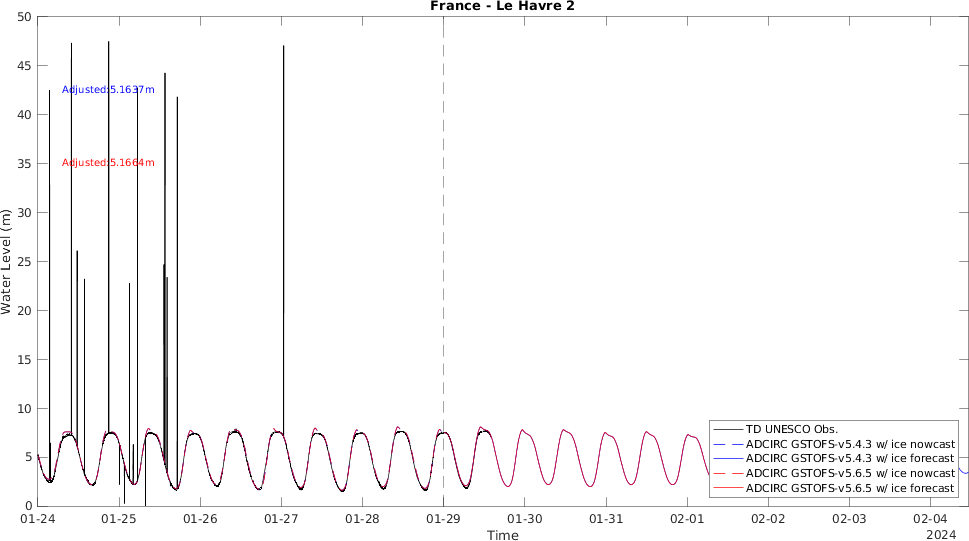 France - Le Havre 2
50
45
40
35
30
25
20
15
10
5
0
Water Level (m)
Adjusted:5.1637m
Adjusted:5.1664m
TD UNESCO Obs.
ADCIRC GSTOFS-v5.4.3 w/ ice nowcast
ADCIRC GSTOFS-v5.4.3 w/ ice forecast
ADCIRC GSTOFS-v5.6.5 w/ ice nowcast
ADCIRC GSTOFS-v5.6.5 w/ ice forecast
01-24 01-25 01-26 01-27 01-28 01-29 01-30 01-31 02-01 02-02 02-03 02-04
Time
2024